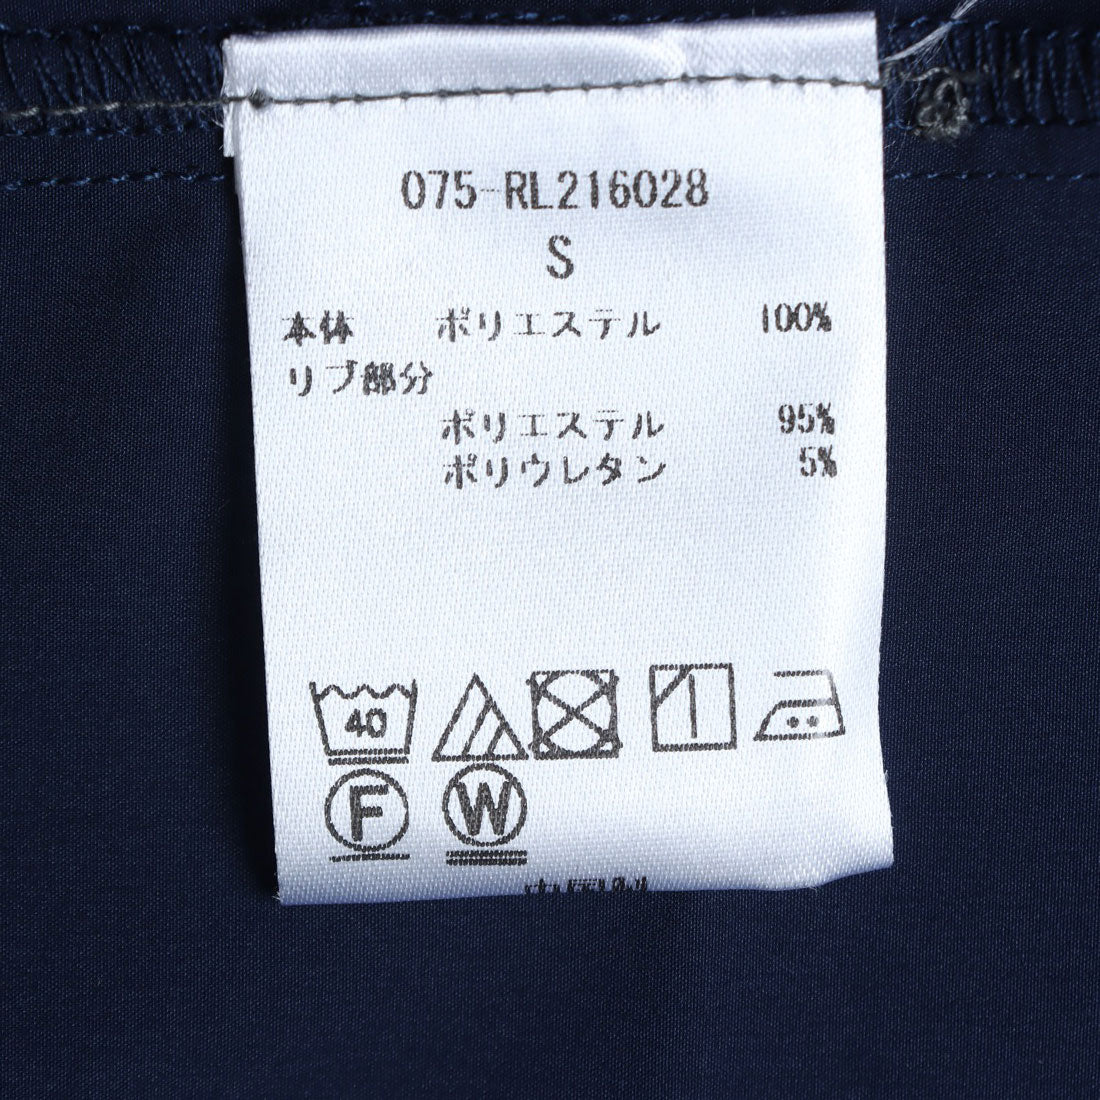 075-RL216028
S
本体 ポリエステル 100%
リブ部分
ポリエステル 95%
ポリウレタン 5%
40
F W